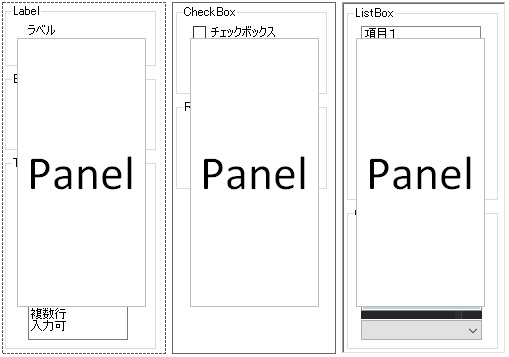 Label
ラベル
Panel
複数行
入力可
CheckBox
チェックボックス
Panel
ListBox
項目1
Panel